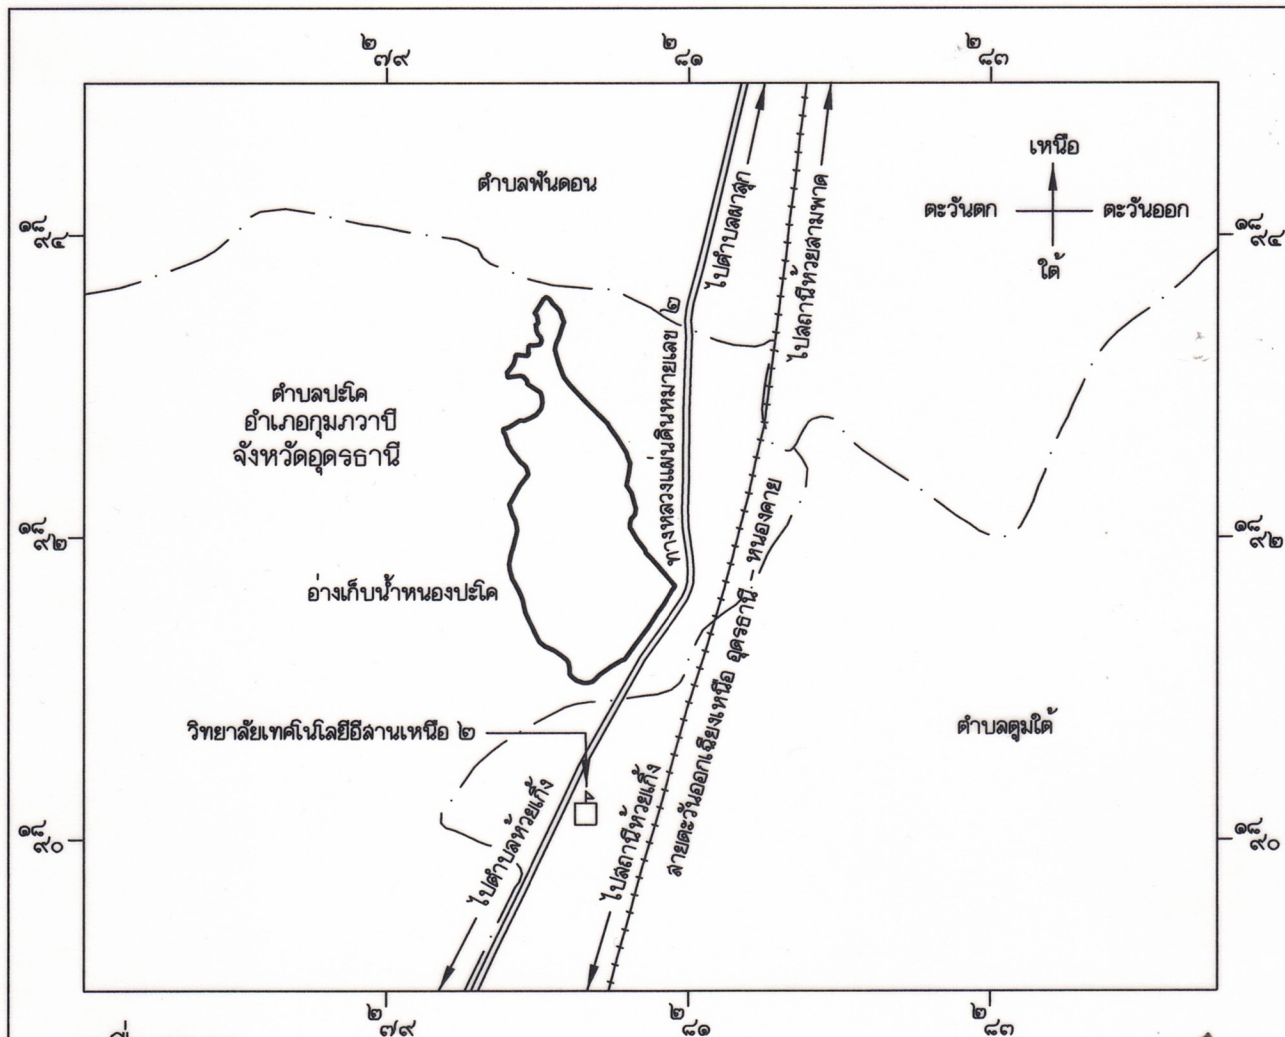 ๒๗๙ ๒๘๑ ๒๘๓
เหนือ
ตะวันตก ตะวันออก
ใต้
ตำบลพันดอน
ไปตำบลผาสุก
ไปสถานีห้วยสามพาด
๑๘๙๔ ๑๘๙๔
ทางหลวงแผ่นดินหมายเลข ๒
ตำบลปะโค
อำเภอกุมภวาปี
จังหวัดอุดรธานี
๑๘๙๒ ๑๘๙๒
อ่างเก็บน้ำหนองปะโค
สายตะวันออกเฉียงเหนือ อุดรธานี - หนองคาย
วิทยาลัยเทคโนโลยีอีสานเหนือ ๒
ตำบลตูมใต้
ไปตำบลห้วยเกิ้ง
ไปสถานีห้วยเกิ้ง
๑๘๙๐ ๑๘๙๐
๒๗๙ ๒๘๑ ๒๘๓